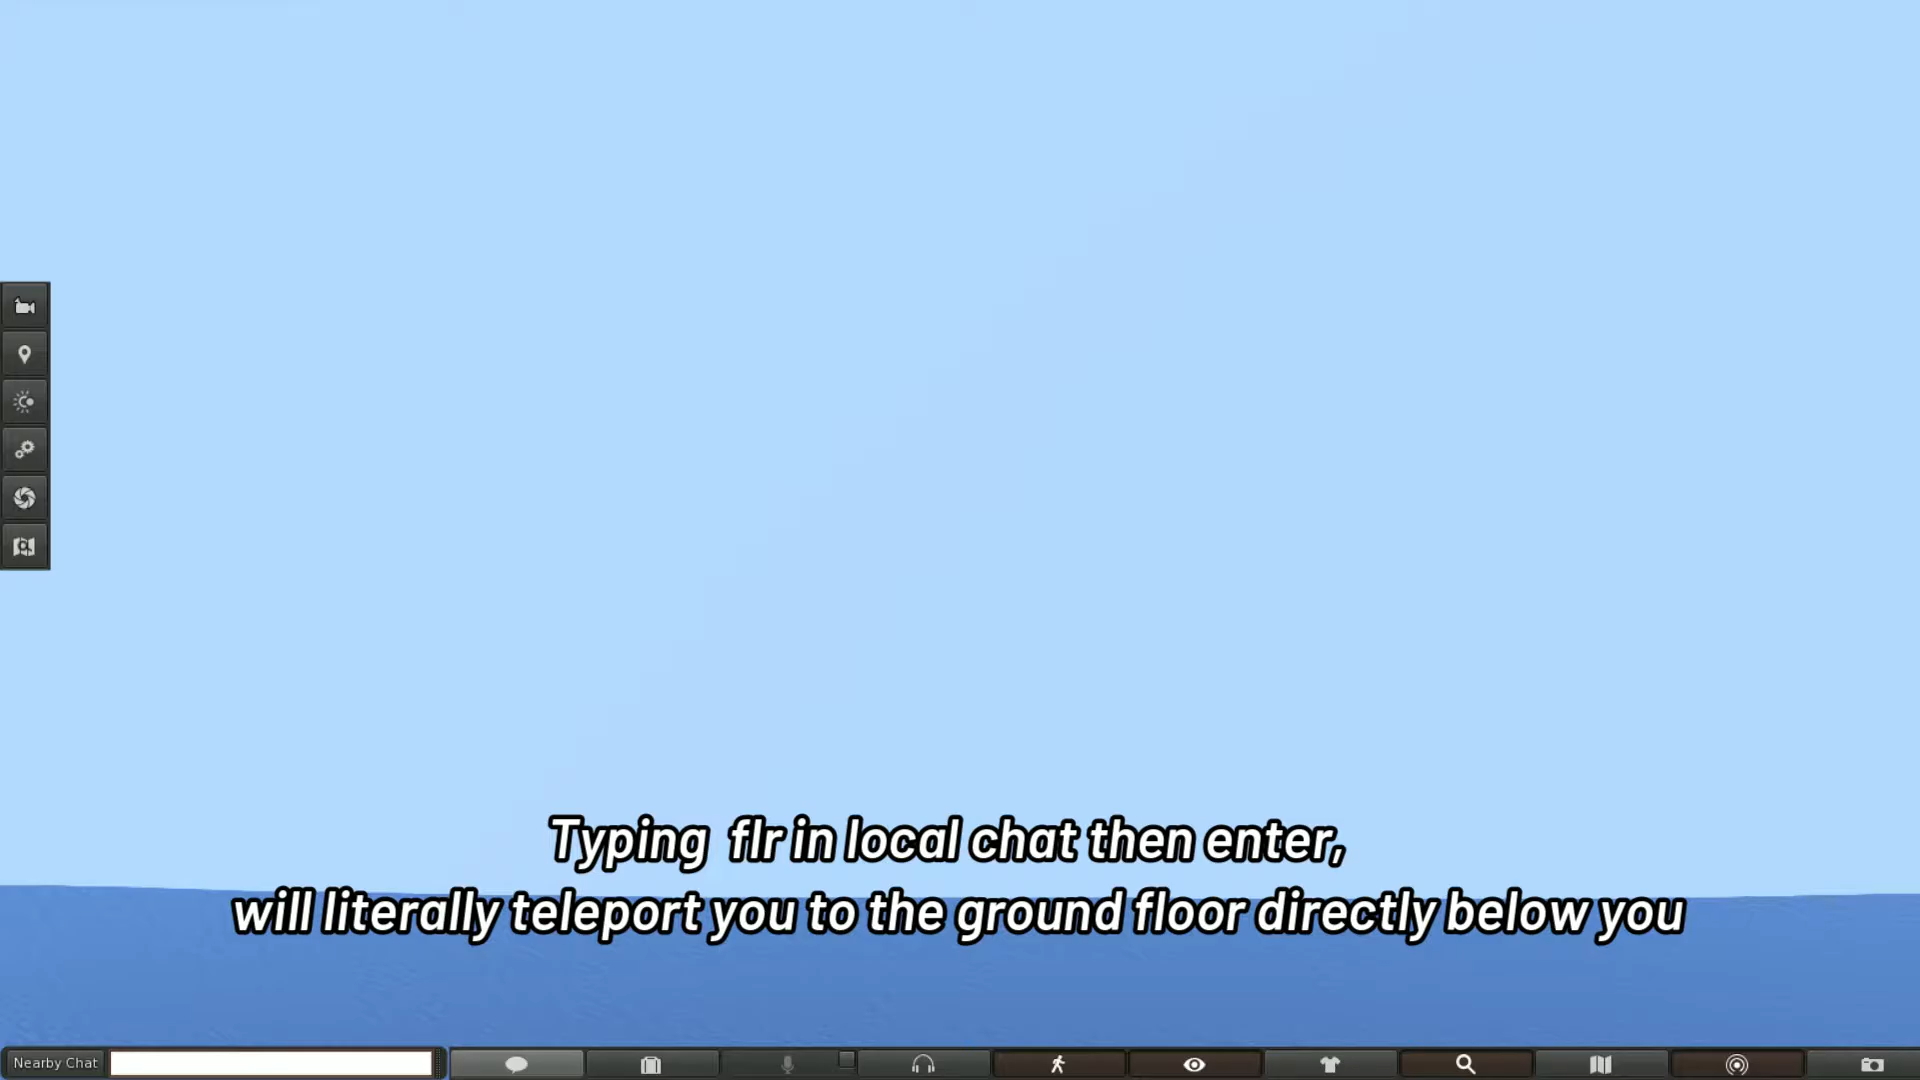 Typing  flr in local chat then enter,
will literally teleport you to the ground floor directly below you
Nearby Chat